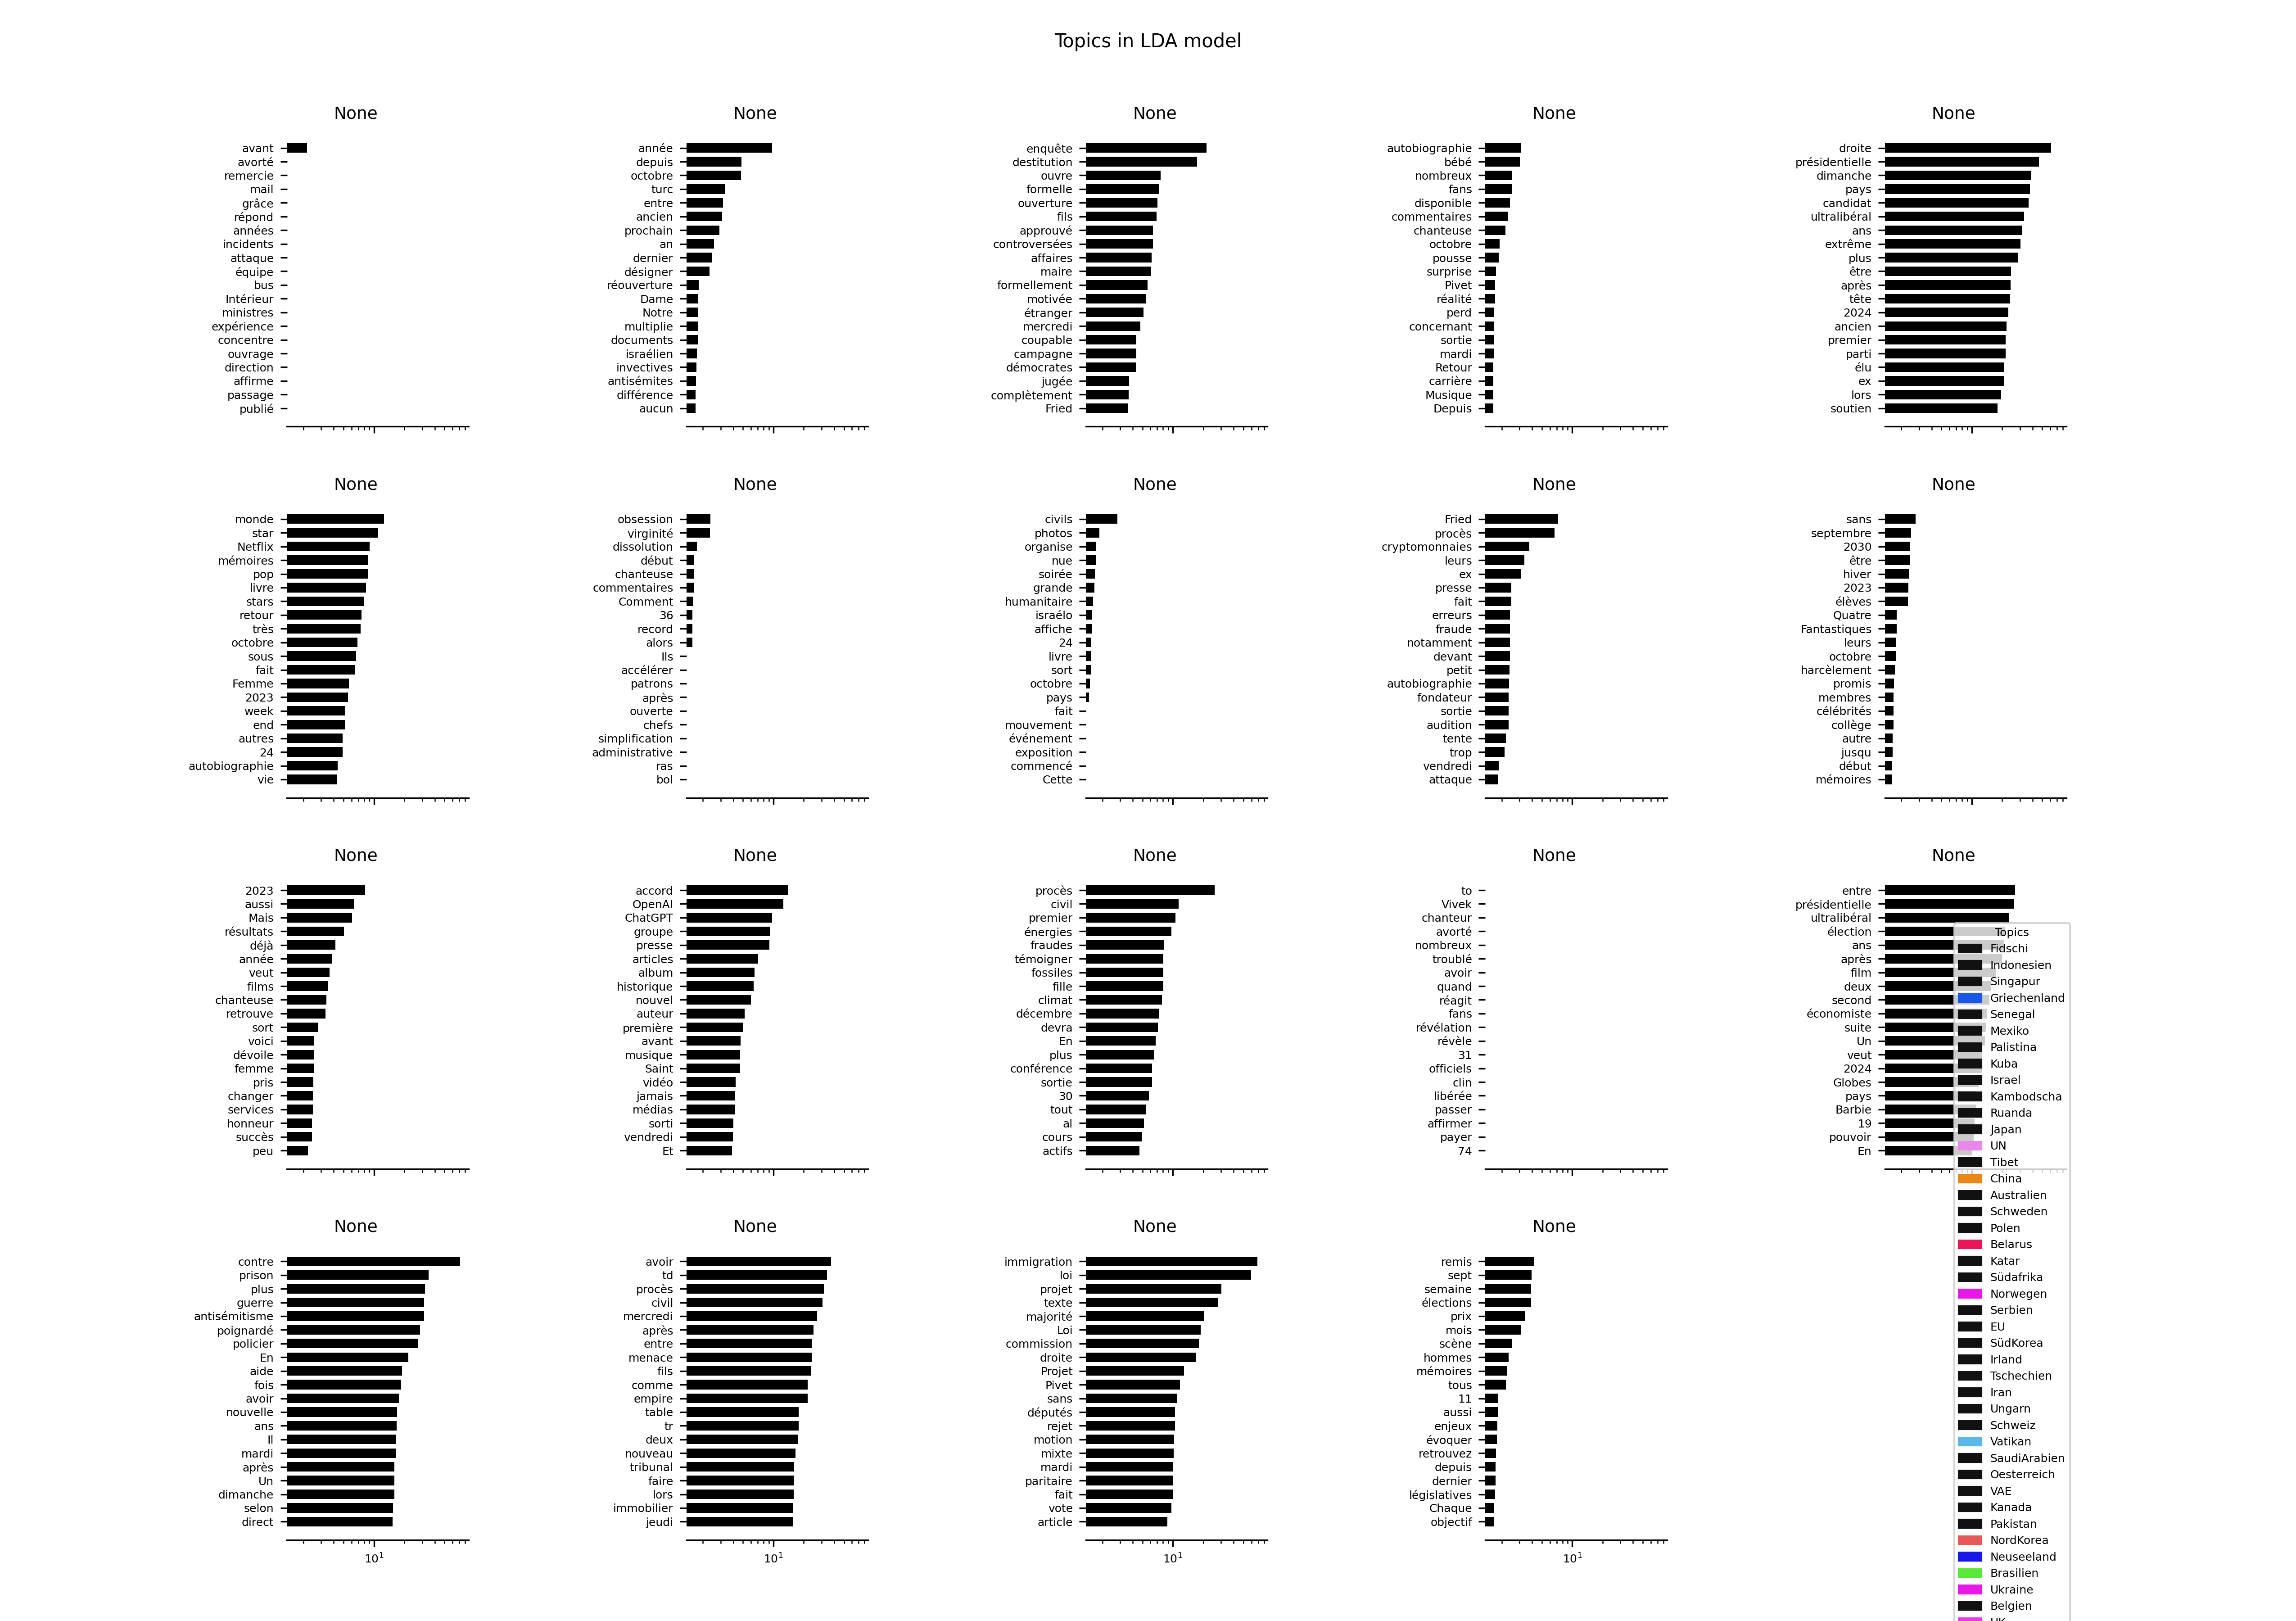 Topics in LDA model
None
avant
avorté
remercie
mail
grâce
répond
années
incidents
attaque
équipe
bus
Intérieur
ministres
expérience
concentre
ouvrage
direction
affirme
passage
publié
None
année
depuis
octobre
turc
entre
ancien
prochain
an
dernier
désigner
réouverture
Dame
Notre
multiplie
documents
israélien
invectives
antisémites
différence
aucun
None
enquête
destitution
ouvre
formelle
ouverture
fils
approuvé
controversées
affaires
maire
formellement
motivée
étranger
mercredi
coupable
campagne
démocrates
jugée
complètement
Fried
None
autobiographie
bébé
nombreux
fans
disponible
commentaires
chanteuse
octobre
pousse
surprise
Pivet
réalité
perd
concernant
sortie
mardi
Retour
carrière
Musique
Depuis
None
droite
présidentielle
dimanche
pays
candidat
ultralibéral
ans
extrême
plus
être
après
tête
2024
ancien
premier
parti
élu
ex
lors
soutien
None
monde
star
Netflix
mémoires
pop
livre
stars
retour
très
octobre
sous
fait
Femme
2023
week
end
autres
24
autobiographie
vie
None
obsession
virginité
dissolution
début
chanteuse
commentaires
Comment
36
record
alors
Ils
accélérer
patrons
après
ouverte
chefs
simplification
administrative
ras
bol
None
civils
photos
organise
nue
soirée
grande
humanitaire
israélo
affiche
24
livre
sort
octobre
pays
fait
mouvement
événement
exposition
commencé
Cette
None
Fried
procès
cryptomonnaies
leurs
ex
presse
fait
erreurs
fraude
notamment
devant
petit
autobiographie
fondateur
sortie
audition
tente
trop
vendredi
attaque
None
sans
septembre
2030
être
hiver
2023
élèves
Quatre
Fantastiques
leurs
octobre
harcèlement
promis
membres
célébrités
collège
autre
jusqu
début
mémoires
None
2023
aussi
Mais
résultats
déjà
année
veut
films
chanteuse
retrouve
sort
voici
dévoile
femme
pris
changer
services
honneur
succès
peu
None
accord
OpenAI
ChatGPT
groupe
presse
articles
album
historique
nouvel
auteur
première
avant
musique
Saint
vidéo
jamais
médias
sorti
vendredi
Et
None
procès
civil
premier
énergies
fraudes
témoigner
fossiles
fille
climat
décembre
devra
En
plus
conférence
sortie
30
tout
al
cours
actifs
None
to
Vivek
chanteur
avorté
nombreux
troublé
avoir
quand
réagit
fans
révélation
révèle
31
officiels
clin
libérée
passer
affirmer
payer
74
None
entre
présidentielle
ultralibéral
élection
ans
après
film
deux
second
économiste
suite
Un
veut
2024
Globes
pays
Barbie
19
pouvoir
En
None
contre
prison
plus
guerre
antisémitisme
poignardé
policier
En
aide
fois
avoir
nouvelle
ans
Il
mardi
après
Un
dimanche
selon
direct
10¹
None
avoir
td
procès
civil
mercredi
après
entre
menace
fils
comme
empire
table
tr
deux
nouveau
tribunal
faire
lors
immobilier
jeudi
10¹
None
immigration
loi
projet
texte
majorité
Loi
commission
droite
Projet
Pivet
sans
députés
rejet
motion
mixte
mardi
paritaire
fait
vote
article
10¹
None
remis
sept
semaine
élections
prix
mois
scène
hommes
mémoires
tous
11
aussi
enjeux
évoquer
retrouvez
depuis
dernier
législatives
Chaque
objectif
10¹
Topics
Fidschi
Indonesien
Singapur
Griechenland
Senegal
Mexiko
Palistina
Kuba
Israel
Kambodscha
Ruanda
Japan
UN
Tibet
China
Australien
Schweden
Polen
Belarus
Katar
Südafrika
Norwegen
Serbien
EU
SüdKorea
Irland
Tschechien
Iran
Ungarn
Schweiz
Vatikan
SaudiArabien
Oesterreich
VAE
Kanada
Pakistan
NordKorea
Neuseeland
Brasilien
Ukraine
Belgien